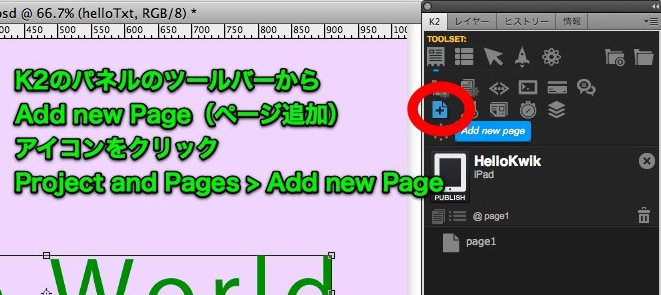 psd @ 66.7% (helloTxt, RGB/8) *
450 500 550 600 650 700 750 800 850 900 950 1000
K2のパネルのツールバーから
Add new Page（ページ追加）
アイコンをクリック
Project and Pages > Add new Page
World
K2 レイヤー ヒストリー 情報
TOOLSET:
Add new page
HelloKwik
iPad
PUBLISH
@page1
page1